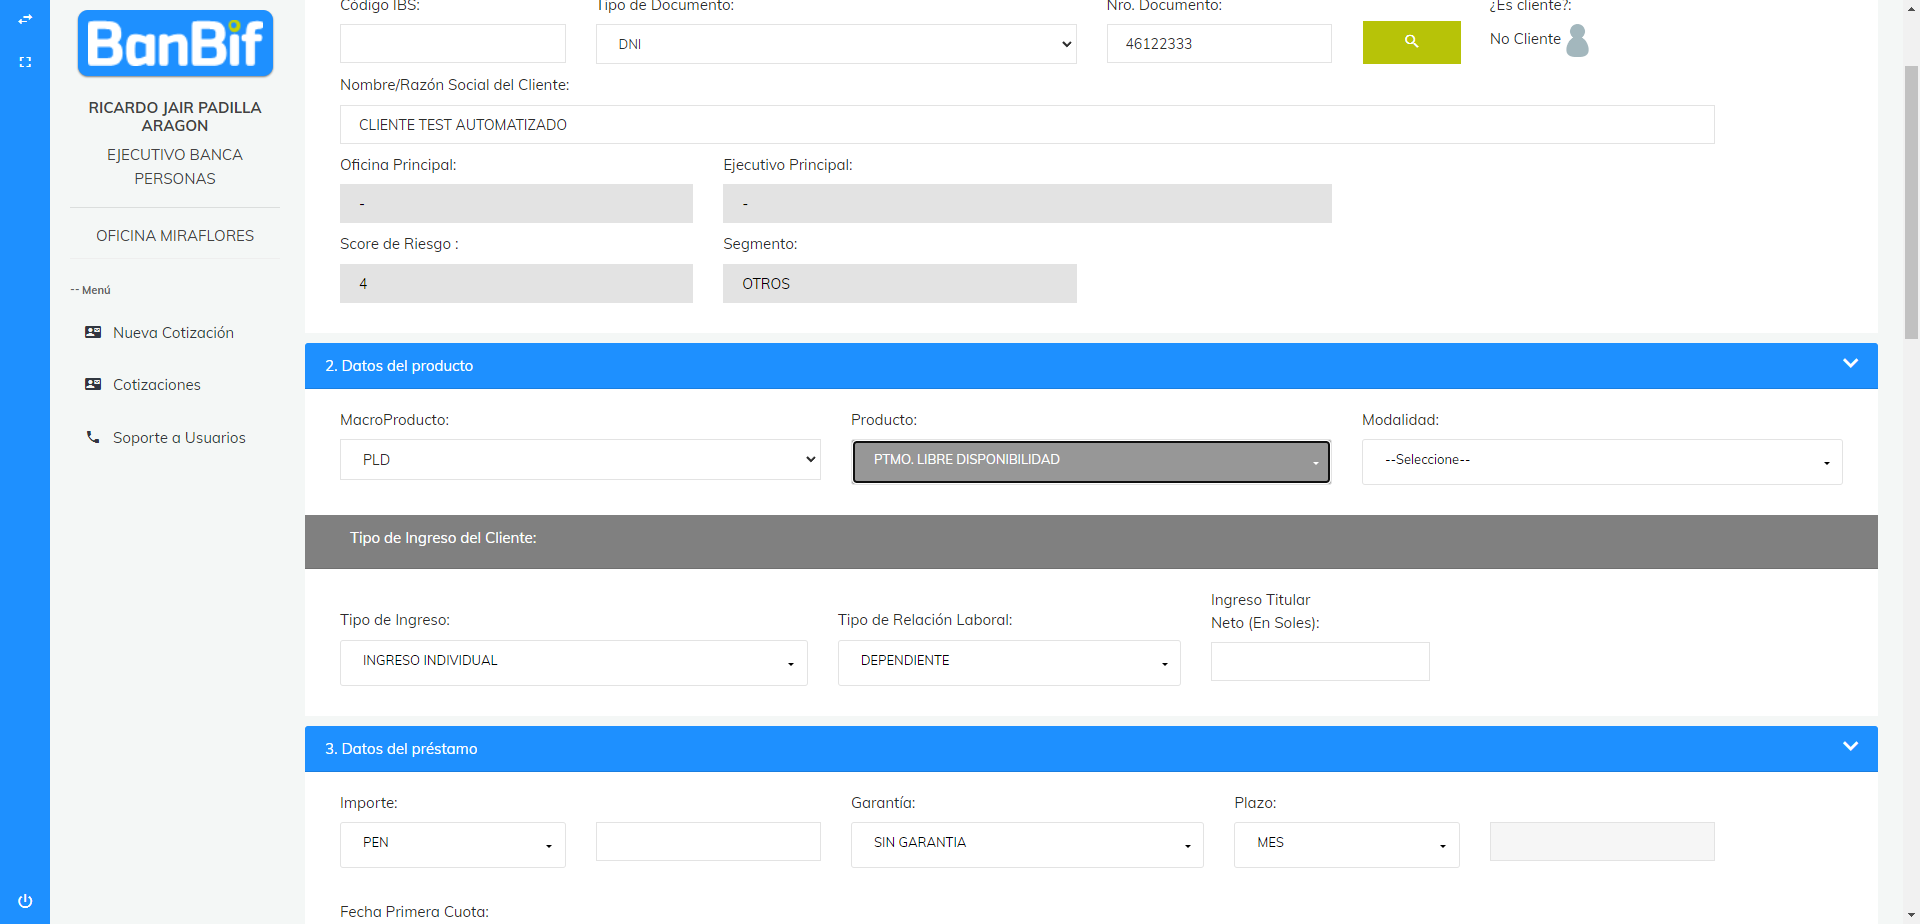 BanBif
RICARDO JAIR PADILLA
ARAGON
EJECUTIVO BANCA
PERSONAS
OFICINA MIRAFLORES
-- Menú
Nueva Cotización
Cotizaciones
Soporte a Usuarios
Código IBS:
Tipo de Documento:
Nro. Documento:
¿Es cliente?:
DNI
46122333
No Cliente
Nombre/Razón Social del Cliente:
CLIENTE TEST AUTOMATIZADO
Oficina Principal:
Ejecutivo Principal:
-
-
Score de Riesgo :
Segmento:
4
OTROS
2. Datos del producto
MacroProducto:
Producto:
Modalidad:
PLD
PTMO. LIBRE DISPONIBILIDAD
--Seleccione--
Tipo de Ingreso del Cliente:
Tipo de Ingreso:
Tipo de Relación Laboral:
Ingreso Titular
Neto (En Soles):
INGRESO INDIVIDUAL
DEPENDIENTE
3. Datos del préstamo
Importe:
Garantía:
Plazo:
PEN
SIN GARANTIA
MES
Fecha Primera Cuota: